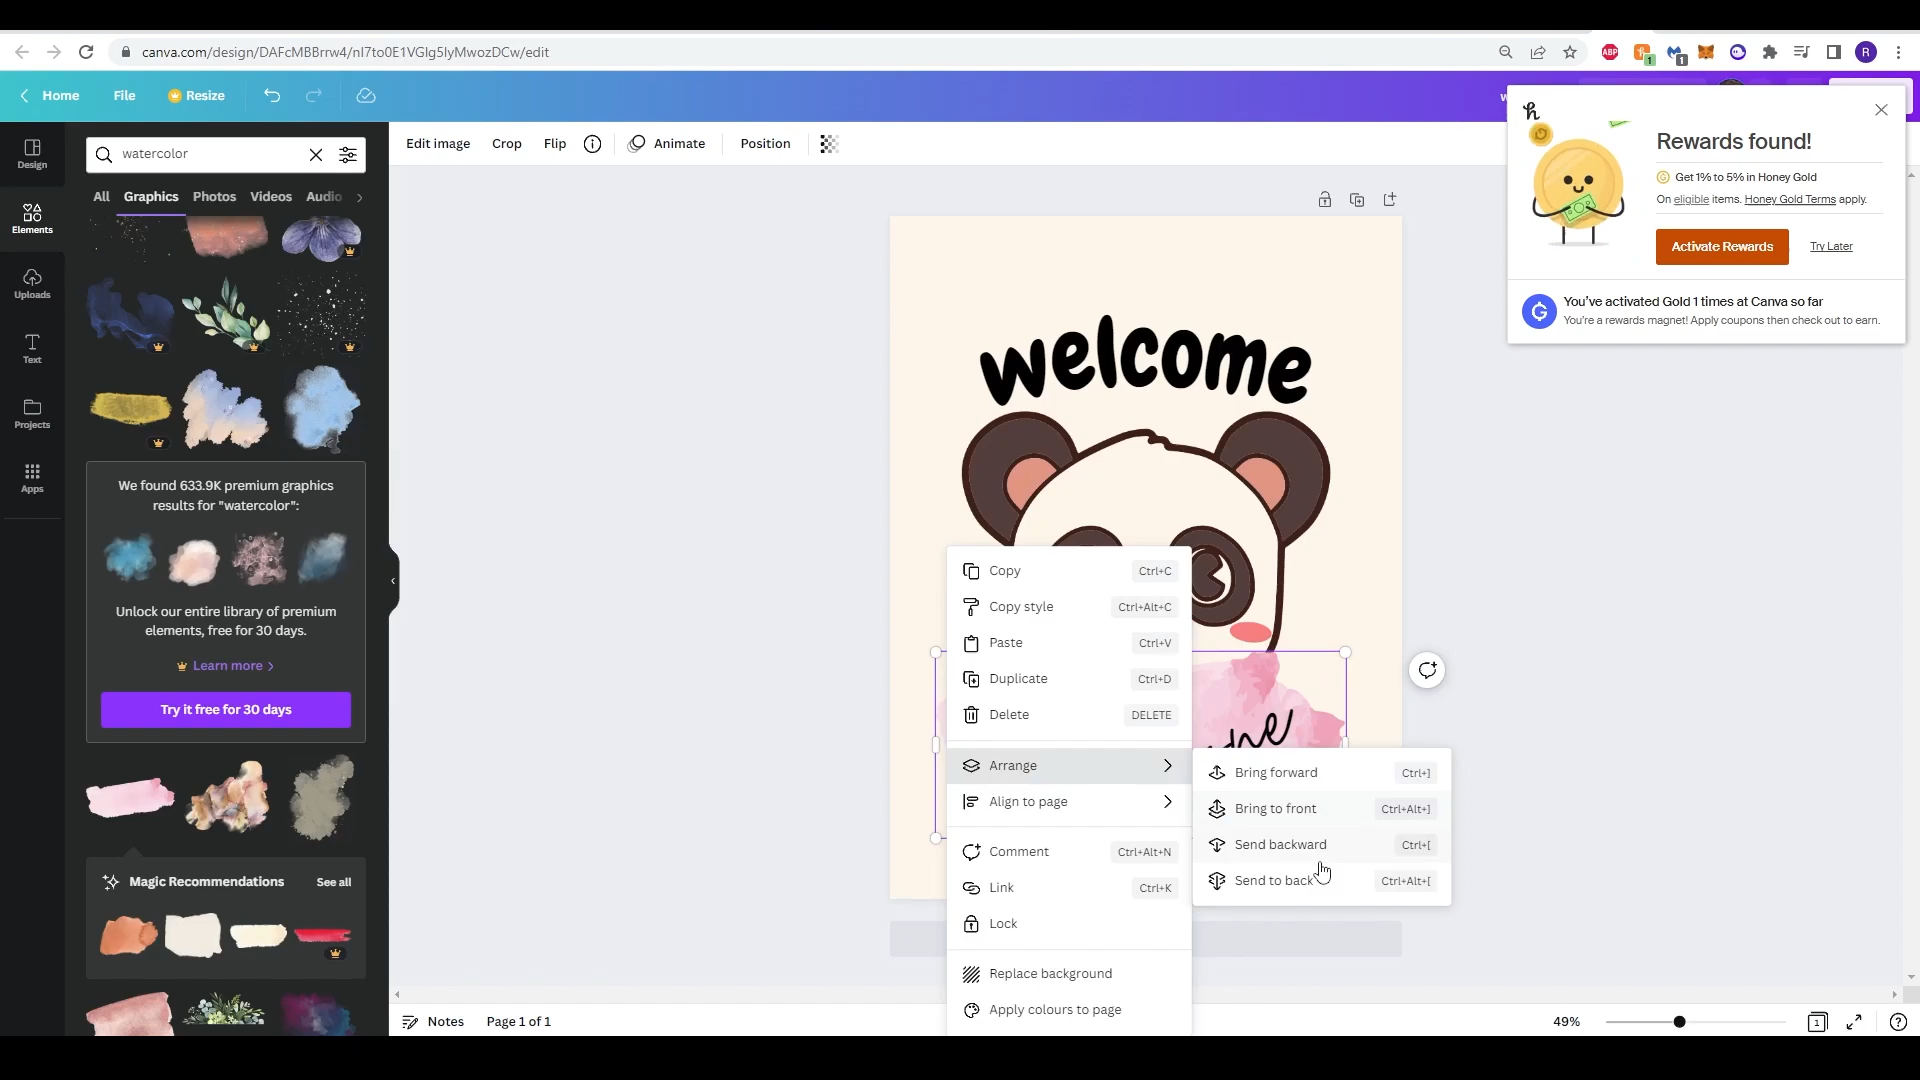 canva.com/design/DAFcMBBrrw4/nI7to0E1VGlg5IyMwozDCw/edit
ABP
1
1
R
Home
File
Resize
w
Edit image
Crop
Flip
Animate
Position
h
Rewards found!
Get 1% to 5% in Honey Gold
On eligible items. Honey Gold Terms apply.
Activate Rewards
Try Later
You've activated Gold 1 times at Canva so far
You're a rewards magnet! Apply coupons then check out to earn.
Design
Elements
Uploads
Text
Projects
Apps
watercolor
All
Graphics
Photos
Videos
Audio
We found 633.9K premium graphics
results for "watercolor":
Unlock our entire library of premium
elements, free for 30 days.
Learn more
Try it free for 30 days
Magic Recommendations
See all
welcome
Copy
Ctrl+C
Copy style
Ctrl+Alt+C
Paste
Ctrl+V
Duplicate
Ctrl+D
Delete
DELETE
Arrange
Align to page
Comment
Ctrl+Alt+N
Link
Ctrl+K
Lock
Replace background
Apply colours to page
Bring forward
Ctrl+]
Bring to front
Ctrl+Alt+]
Send backward
Ctrl+[
Send to back
Ctrl+Alt+[
Notes
Page 1 of 1
49%
1